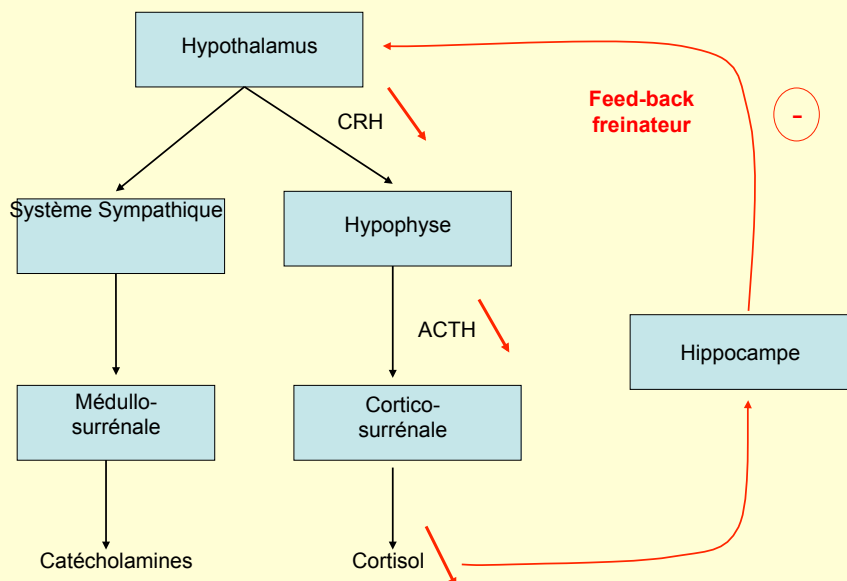 Hypothalamus
Feed-back
freinateur
-
CRH
Système Sympathique
Hypophyse
ACTH
Hippocampe
Médullo-
surrénale
Cortico-
surrénale
Catécholamines
Cortisol